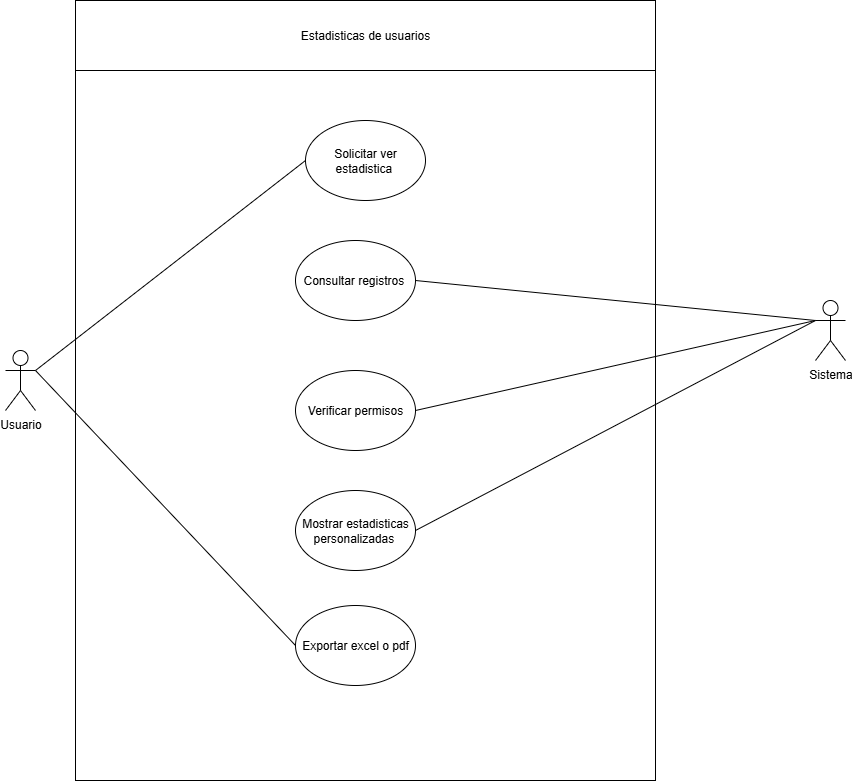 Estadisticas de usuarios
Solicitar ver
estadistica
Consultar registros
Sistema
Usuario
Verificar permisos
Mostrar estadisticas
personalizadas
Exportar excel o pdf